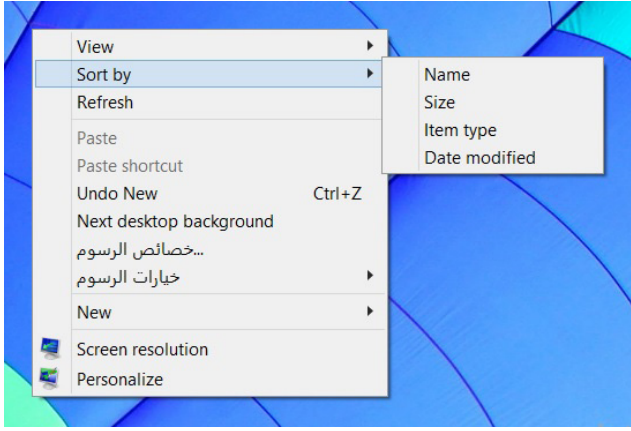 View
Sort by
Refresh
Paste
Paste shortcut
Undo New Ctrl+Z
Next desktop background
خصائص الرسوم...
خيارات الرسوم
New
Screen resolution
Personalize
Name
Size
Item type
Date modified